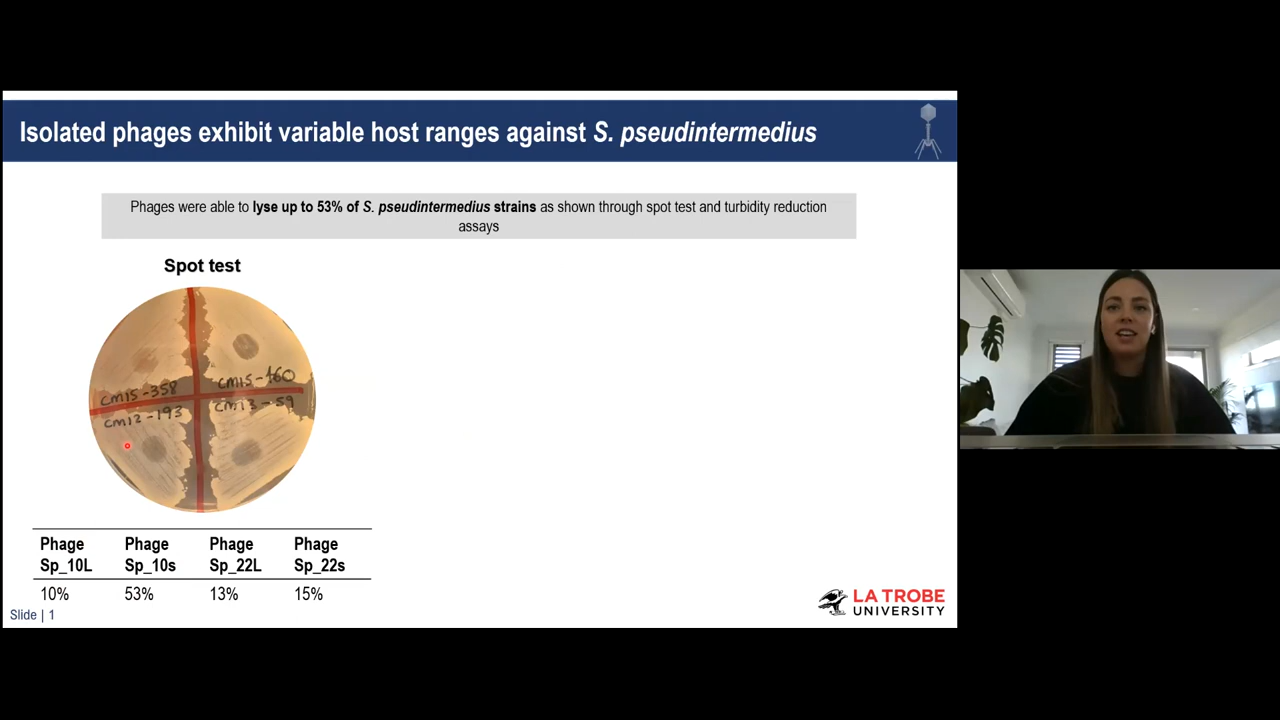 Isolated phages exhibit variable host ranges against S. pseudintermedius
Phages were able to lyse up to 53% of S. pseudintermedius strains as shown through spot test and turbidity reduction
assays
Spot test
CM15-358
CM15-460
CM12-193
CM13-59
Phage Phage Phage Phage
Sp_10L Sp_10s Sp_22L Sp_22s
10% 53% 13% 15%
Slide | 1
LA TROBE
UNIVERSITY